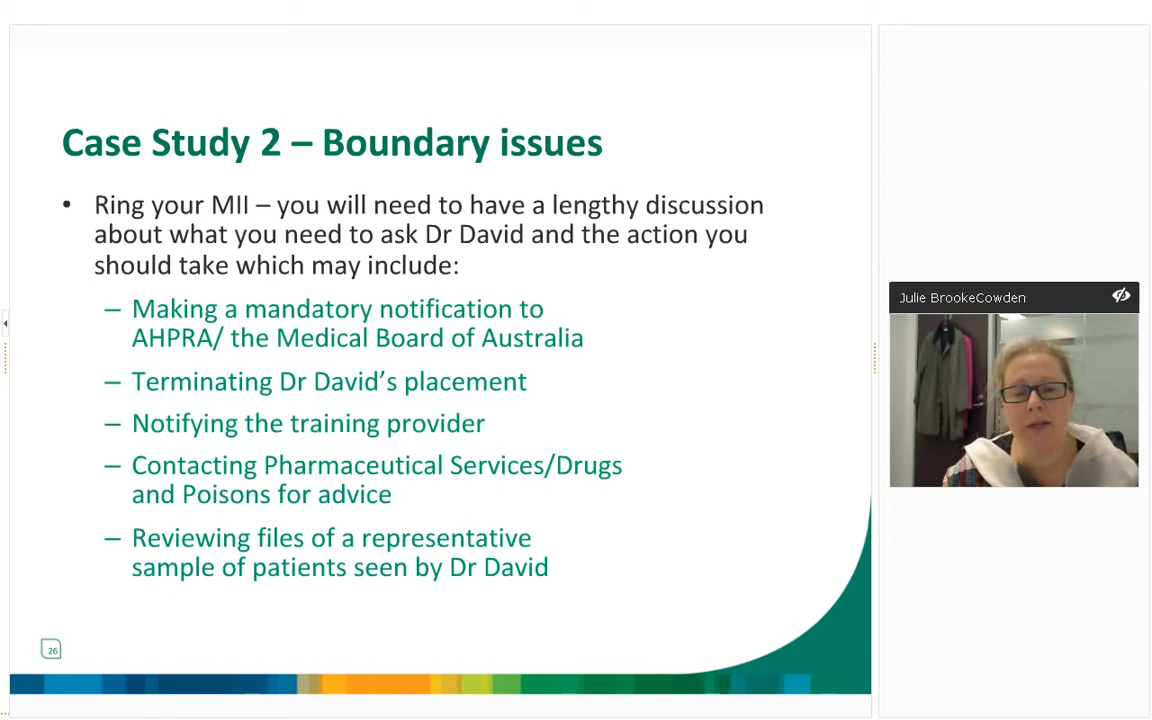 Case Study 2 – Boundary issues
• Ring your MII – you will need to have a lengthy discussion
about what you need to ask Dr David and the action you
should take which may include:
– Making a mandatory notification to
AHPRA/ the Medical Board of Australia
– Terminating Dr David’s placement
– Notifying the training provider
– Contacting Pharmaceutical Services/Drugs
and Poisons for advice
– Reviewing files of a representative
sample of patients seen by Dr David
26
Julie BrookeCowden